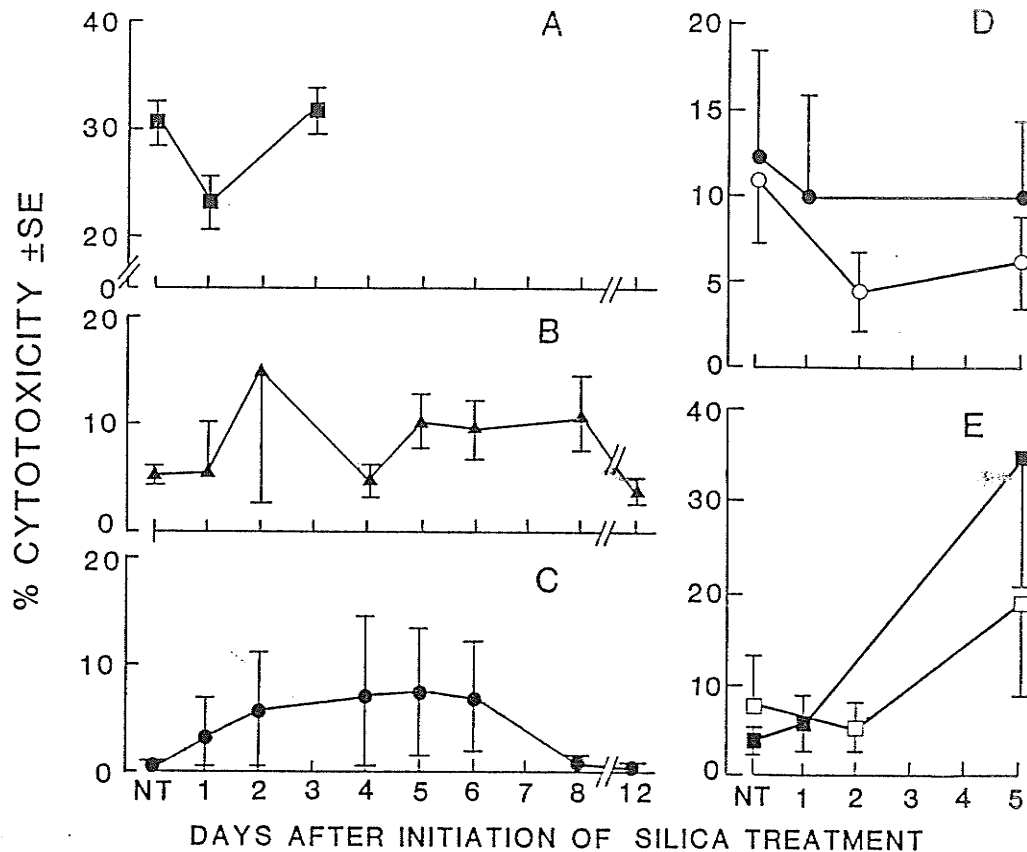 % CYTOTOXICITY ±SE
A
40
30
20
0
B
20
10
0
C
20
10
0
NT 1 2 3 4 5 6 7 8 12
D
20
15
10
5
0
E
40
30
20
10
0
NT 1 2 3 4 5
DAYS AFTER INITIATION OF SILICA TREATMENT